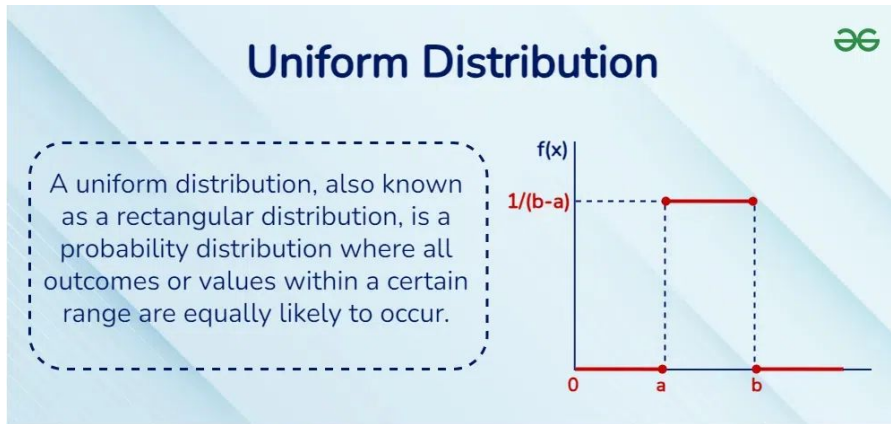 Uniform Distribution
A uniform distribution, also known
as a rectangular distribution, is a
probability distribution where all
outcomes or values within a certain
range are equally likely to occur.
f(x)
1/(b-a)
0
a
b